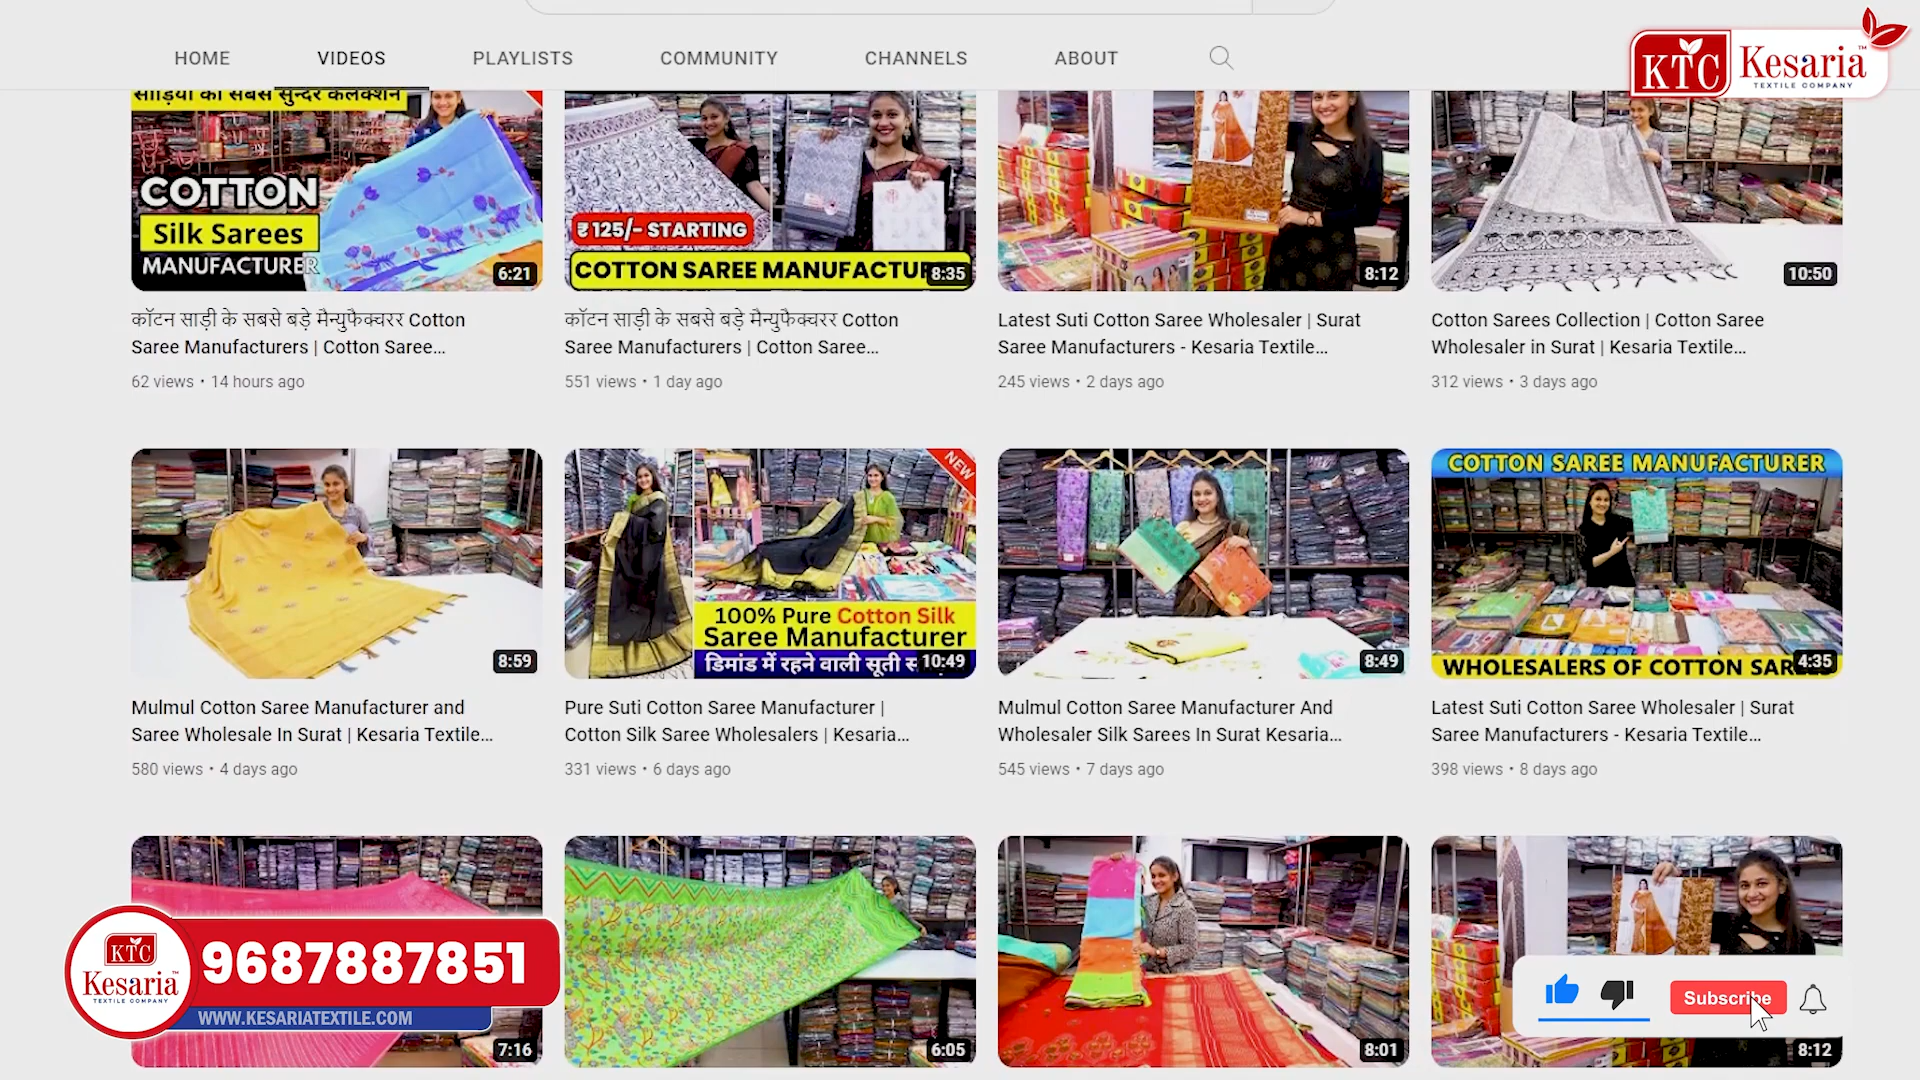 HOME VIDEOS PLAYLISTS COMMUNITY CHANNELS ABOUT
KTC Kesaria™
TEXTILE COMPANY
साड़ियों का सबसे सुन्दर कलेक्शन
COTTON
Silk Sarees
MANUFACTURER
6:21
₹125/- STARTING
COTTON SAREE MANUFACTU
8:35
8:12
10:50
कॉटन साड़ी के सबसे बड़े मैन्युफैक्चरर Cotton
Saree Manufacturers | Cotton Saree...
62 views • 14 hours ago
कॉटन साड़ी के सबसे बड़े मैन्युफैक्चरर Cotton
Saree Manufacturers | Cotton Saree...
551 views • 1 day ago
Latest Suti Cotton Saree Wholesaler | Surat
Saree Manufacturers - Kesaria Textile...
245 views • 2 days ago
Cotton Sarees Collection | Cotton Saree
Wholesaler in Surat | Kesaria Textile...
312 views • 3 days ago
8:59
NEW
100% Pure Cotton Silk
Saree Manufacturer
डिमांड में रहने वाली सूती
10:49
8:49
COTTON SAREE MANUFACTURER
WHOLESALERS OF COTTON SAREES
4:35
Mulmul Cotton Saree Manufacturer and
Saree Wholesale In Surat | Kesaria Textile...
580 views • 4 days ago
Pure Suti Cotton Saree Manufacturer |
Cotton Silk Saree Wholesalers | Kesaria...
331 views • 6 days ago
Mulmul Cotton Saree Manufacturer And
Wholesaler Silk Sarees In Surat Kesaria...
545 views • 7 days ago
Latest Suti Cotton Saree Wholesaler | Surat
Saree Manufacturers - Kesaria Textile...
398 views • 8 days ago
KTC
Kesaria™
TEXTILE COMPANY
9687887851
WWW.KESARIATEXTILE.COM
7:16
6:05
8:01
Subscribe
8:12